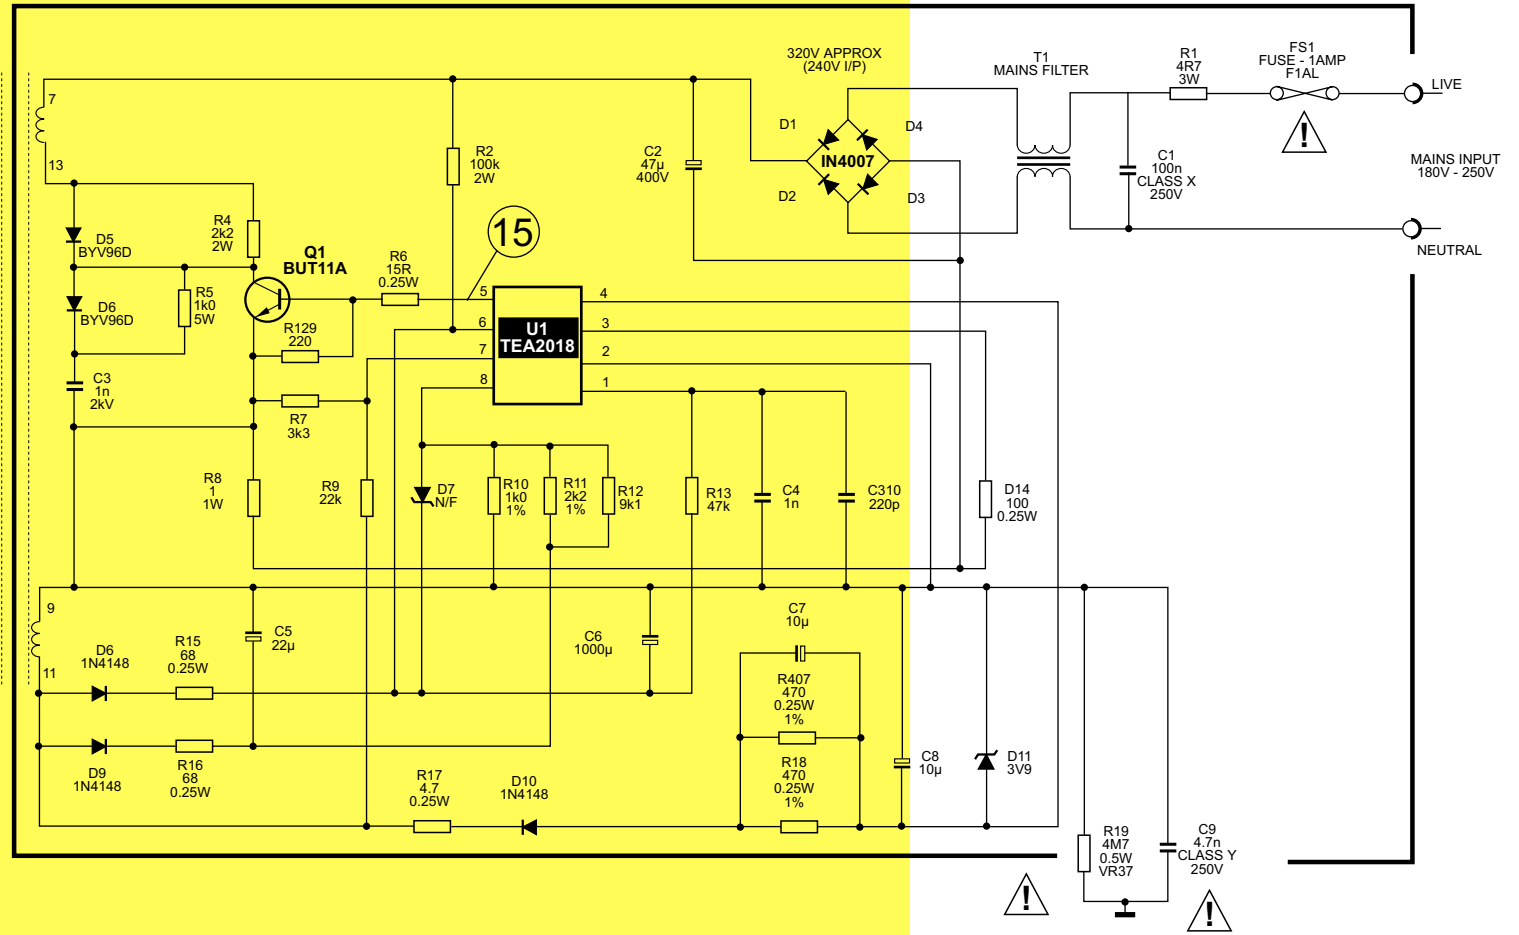 320V APPROX
(240V I/P)
T1
MAINS FILTER
R1
4R7
3W
FS1
FUSE - 1AMP
F1AL
LIVE
7
13
R2
100k
2W
C2
47µ
400V
D1
D4
IN4007
D2
D3
C1
100n
CLASS X
250V
!
MAINS INPUT
180V - 250V
NEUTRAL
D5
BYV96D
R4
2k2
2W
Q1
BUT11A
R6
15R
0.25W
15
D6
BYV96D
R5
1k0
5W
R129
220
5
6
7
8
U1
TEA2018
4
3
2
1
C3
1n
2kV
R7
3k3
R8
1
1W
R9
22k
D7
N/F
R10
1k0
1%
R11
2k2
1%
R12
9k1
R13
47k
C4
1n
C310
220p
D14
100
0.25W
9
11
D6
1N4148
R15
68
0.25W
C5
22µ
C6
1000µ
C7
10µ
R407
470
0.25W
1%
D9
1N4148
R16
68
0.25W
R17
4.7
0.25W
D10
1N4148
R18
470
0.25W
1%
C8
10µ
D11
3V9
R19
4M7
0.5W
VR37
C9
4.7n
CLASS Y
250V
!
!